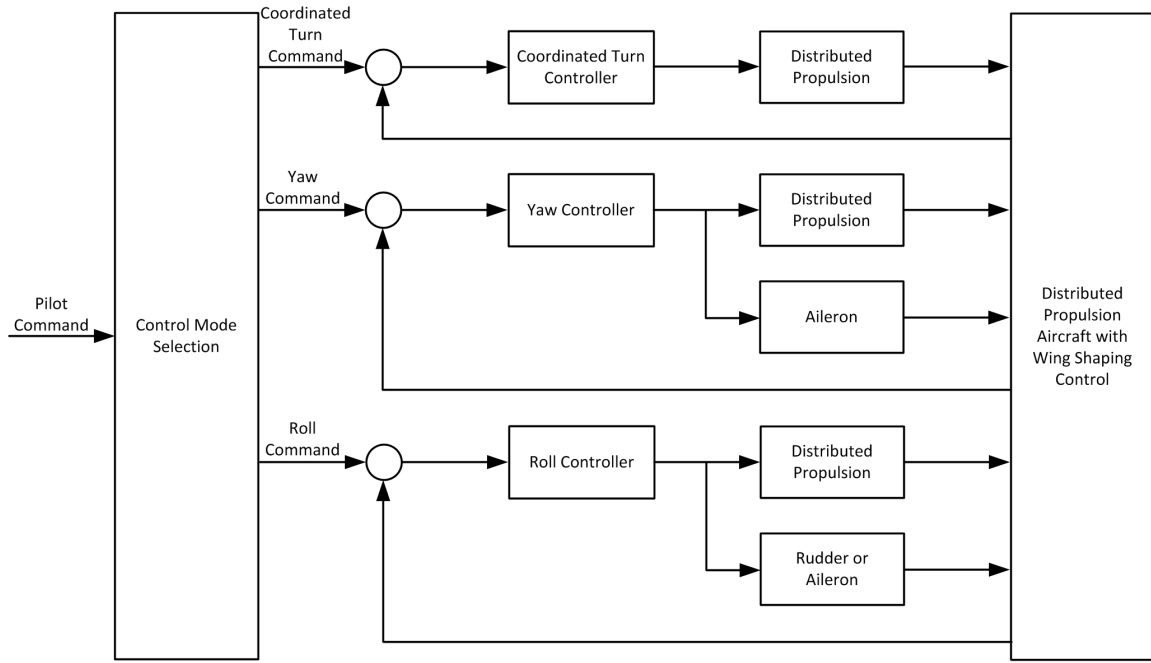 Pilot
Command
Control Mode
Selection
Coordinated
Turn
Command
Coordinated Turn
Controller
Distributed
Propulsion
Yaw
Command
Yaw Controller
Distributed
Propulsion
Aileron
Roll
Command
Roll Controller
Distributed
Propulsion
Rudder or
Aileron
Distributed
Propulsion
Aircraft with
Wing Shaping
Control